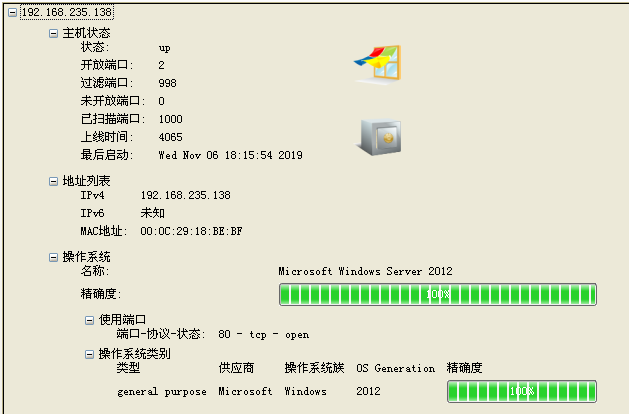 192.168.235.138
主机状态
状态: up
开放端口: 2
过滤端口: 998
未开放端口: 0
已扫描端口: 1000
上线时间: 4065
最后启动: Wed Nov 06 18:15:54 2019
地址列表
IPv4 192.168.235.138
IPv6 未知
MAC地址: 00:0C:29:18:BE:BF
操作系统
名称: Microsoft Windows Server 2012
精确度: 100%
使用端口
端口-协议-状态: 80 - tcp - open
操作系统类别
类型 供应商 操作系统族 OS Generation 精确度
general purpose Microsoft Windows 2012 100%